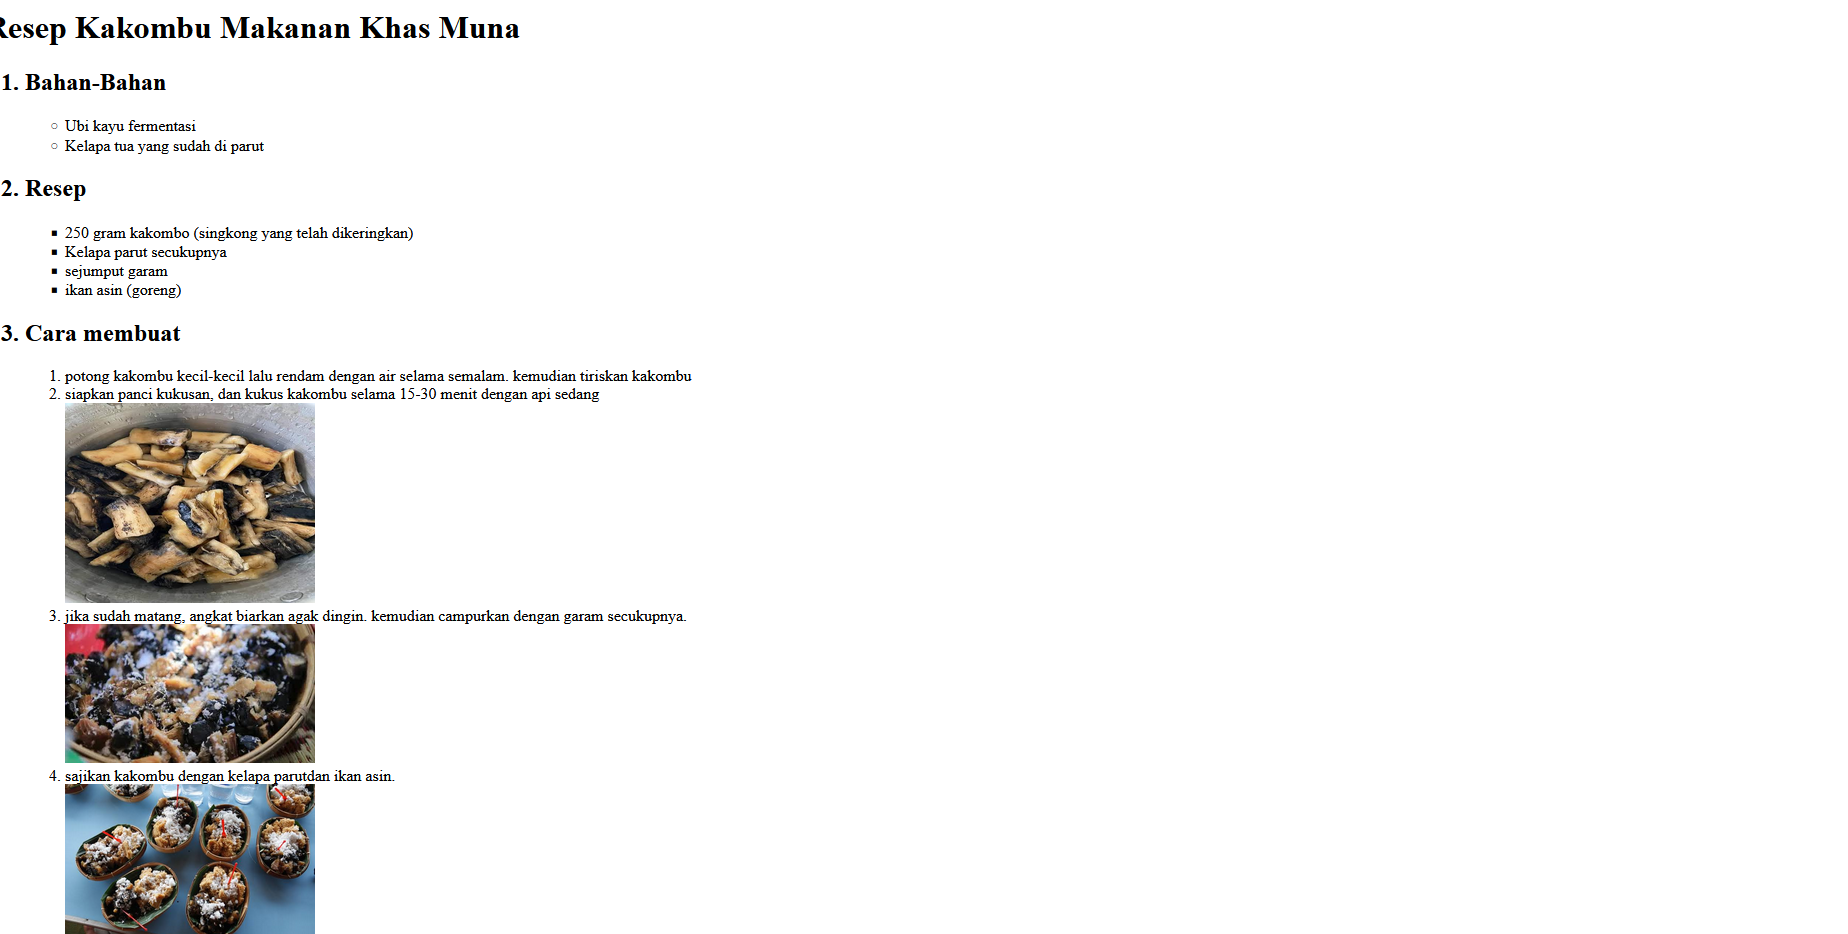 Resep Kakombu Makanan Khas Muna
1. Bahan-Bahan
Ubi kayu fermentasi
Kelapa tua yang sudah di parut
2. Resep
250 gram kakombo (singkong yang telah dikeringkan)
Kelapa parut secukupnya
sejumput garam
ikan asin (goreng)
3. Cara membuat
1. potong kakombu kecil-kecil lalu rendam dengan air selama semalam. kemudian tiriskan kakombu
2. siapkan panci kukusan, dan kukus kakombu selama 15-30 menit dengan api sedang
3. jika sudah matang, angkat biarkan agak dingin. kemudian campurkan dengan garam secukupnya.
4. sajikan kakombu dengan kelapa parutdan ikan asin.